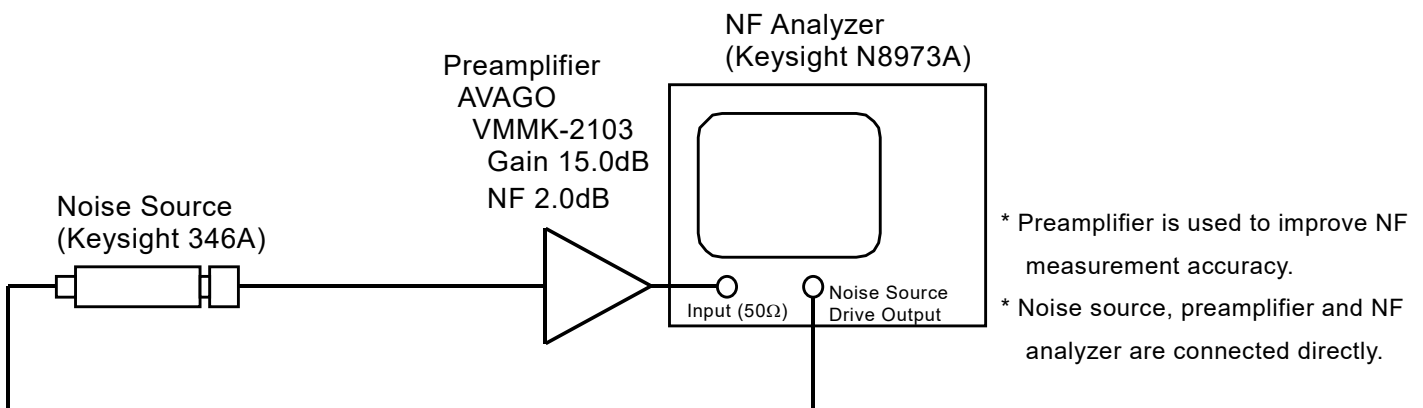 NF Analyzer
(Keysight N8973A)
Preamplifier
AVAGO
VMMK-2103
Gain 15.0dB
NF 2.0dB
Noise Source
(Keysight 346A)
* Preamplifier is used to improve NF
measurement accuracy.
* Noise source, preamplifier and NF
analyzer are connected directly.
Input (50Ω)
Noise Source
Drive Output